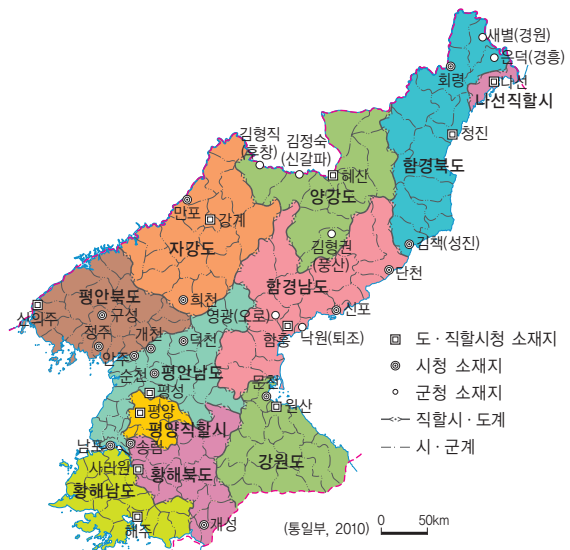 새별(경원)
온덕(경흥)
회령
나선
나선직할시
청진
함경북도
김형직
(후창)
김정숙
(신갈파)
혜산
양강도
만포
강계
자강도
김형권
(풍산)
김책(성진)
단천
함경남도
평안북도
신의주
구성
희천
정주
영광(오로)
신포
개천
덕천
안주
함흥
낙원(퇴조)
순천
평안남도
평성
문천
원산
평양
평양직할시
남포
송림
강원도
사리원
황해북도
황해남도
해주
개성
도·직할시청 소재지
시청 소재지
군청 소재지
직할시·도계
시·군계
(통일부, 2010)
0 50km